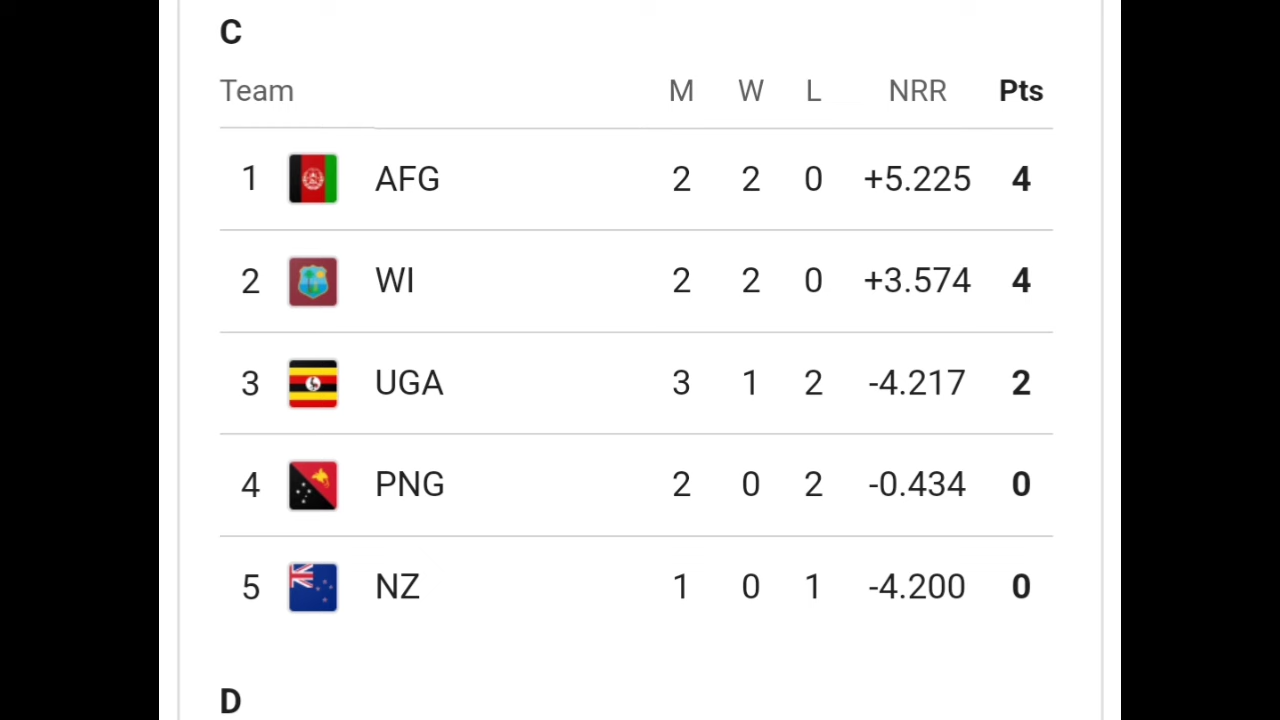 C
Team M W L NRR Pts
1 AFG 2 2 0 +5.225 4
2 WI 2 2 0 +3.574 4
3 UGA 3 1 2 -4.217 2
4 PNG 2 0 2 -0.434 0
5 NZ 1 0 1 -4.200 0
D